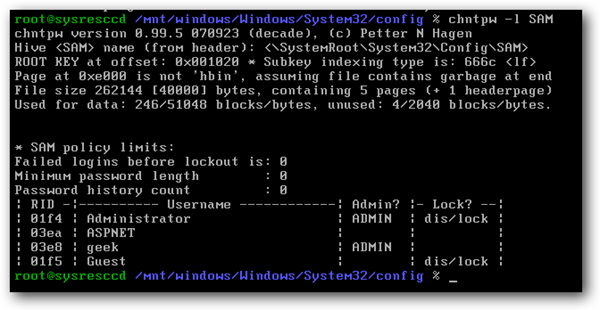 root@sysresccd /mnt/windows/Windows/System32/config % chntpw -l SAM
chntpw version 0.99.5 070923 (decade), (c) Petter N Hagen
Hive <SAM> name (from header): <\SystemRoot\System32\Config\SAM>
ROOT KEY at offset: 0x001020 * Subkey indexing type is: 666c <lf>
Page at 0xe000 is not 'hbin', assuming file contains garbage at end
File size 262144 [40000] bytes, containing 5 pages (+ 1 headerpage)
Used for data: 246/51048 blocks/bytes, unused: 4/2040 blocks/bytes.
* SAM policy limits:
Failed logins before lockout is: 0
Minimum password length        : 0
Password history count         : 0
| RID -|---------- Username ------------| Admin? |- Lock? --|
| 01f4 | Administrator                  | ADMIN  | dis/lock |
| 03ea | ASPNET                         |        |          |
| 03e8 | geek                           | ADMIN  |          |
| 01f5 | Guest                          |        | dis/lock |
root@sysresccd /mnt/windows/Windows/System32/config % _